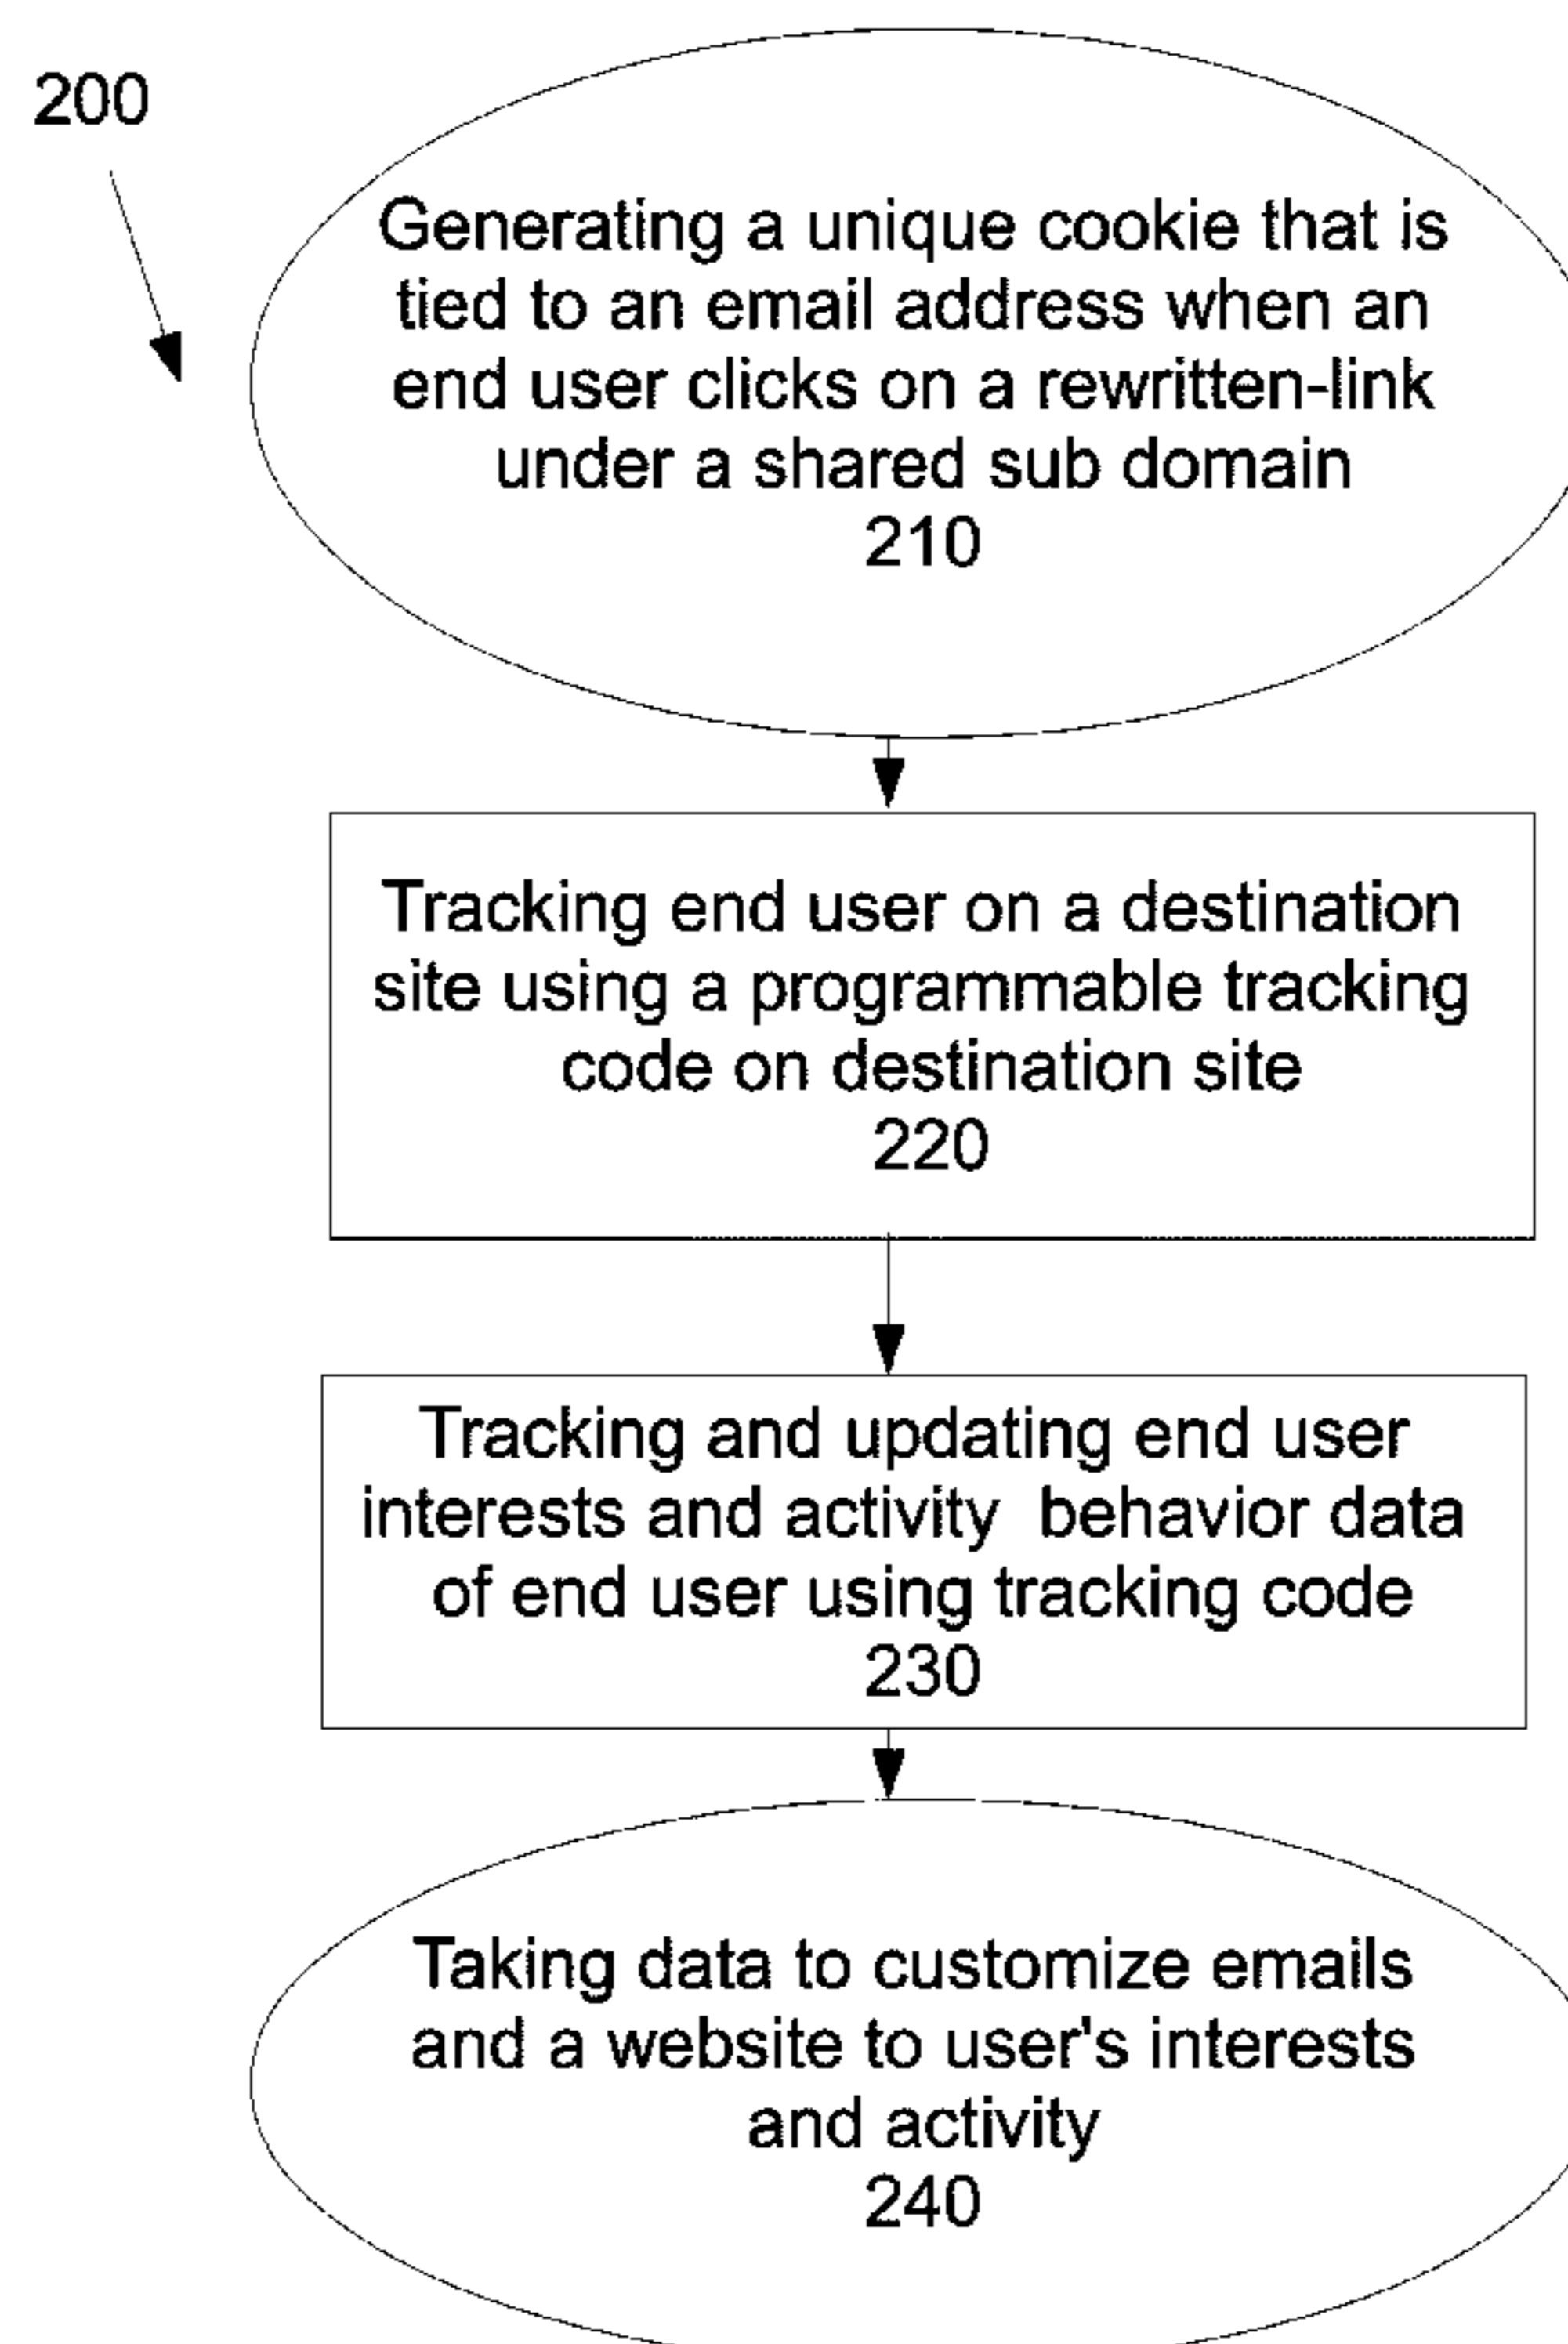 200
Generating a unique cookie that is
tied to an email address when an
end user clicks on a rewritten-link
under a shared sub domain
210
Tracking end user on a destination
site using a programmable tracking
code on destination site
220
Tracking and updating end user
interests and activity behavior data
of end user using tracking code
230
Taking data to customize emails
and a website to user's interests
and activity
240